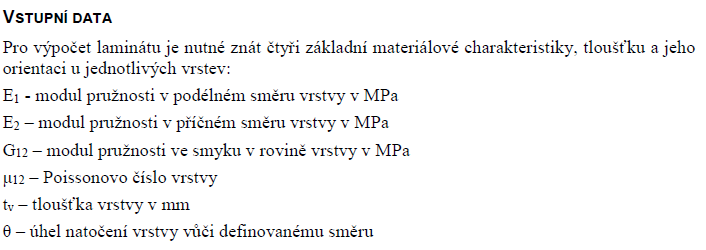 VSTUPNÍ DATA
Pro výpočet laminátu je nutné znát čtyři základní materiálové charakteristiky, tloušťku a jeho
orientaci u jednotlivých vrstev:
E1 - modul pružnosti v podélném směru vrstvy v MPa
E2 – modul pružnosti v příčném směru vrstvy v MPa
G12 – modul pružnosti ve smyku v rovině vrstvy v MPa
μ12 – Poissonovo číslo vrstvy
tv – tloušťka vrstvy v mm
θ – úhel natočení vrstvy vůči definovanému směru